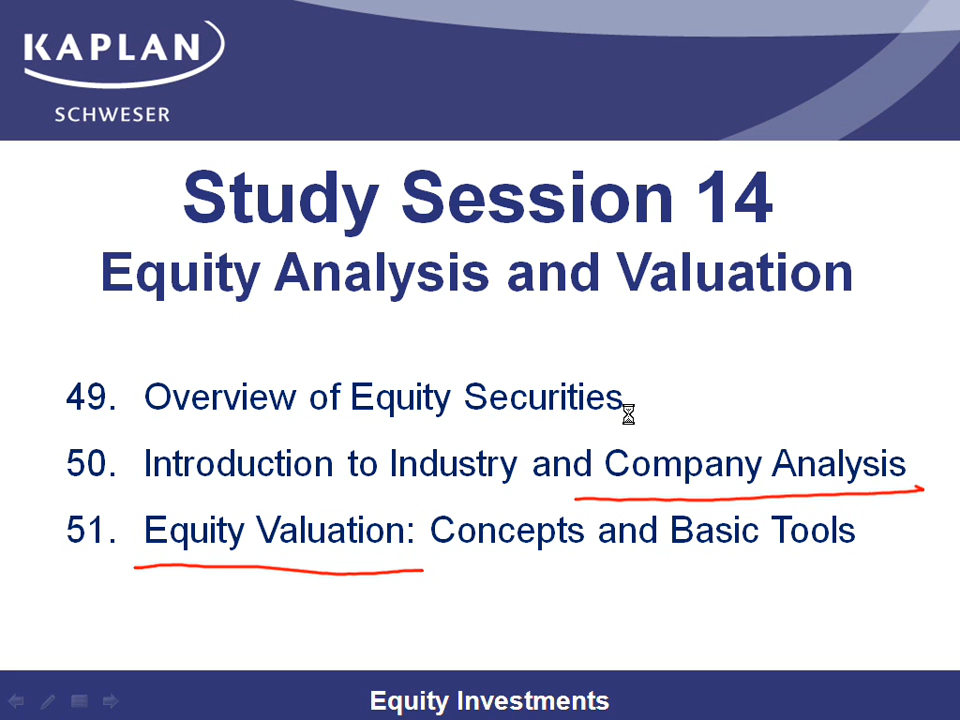 KAPLAN
SCHWESER
Study Session 14
Equity Analysis and Valuation
49. Overview of Equity Securities
50. Introduction to Industry and Company Analysis
51. Equity Valuation: Concepts and Basic Tools
Equity Investments